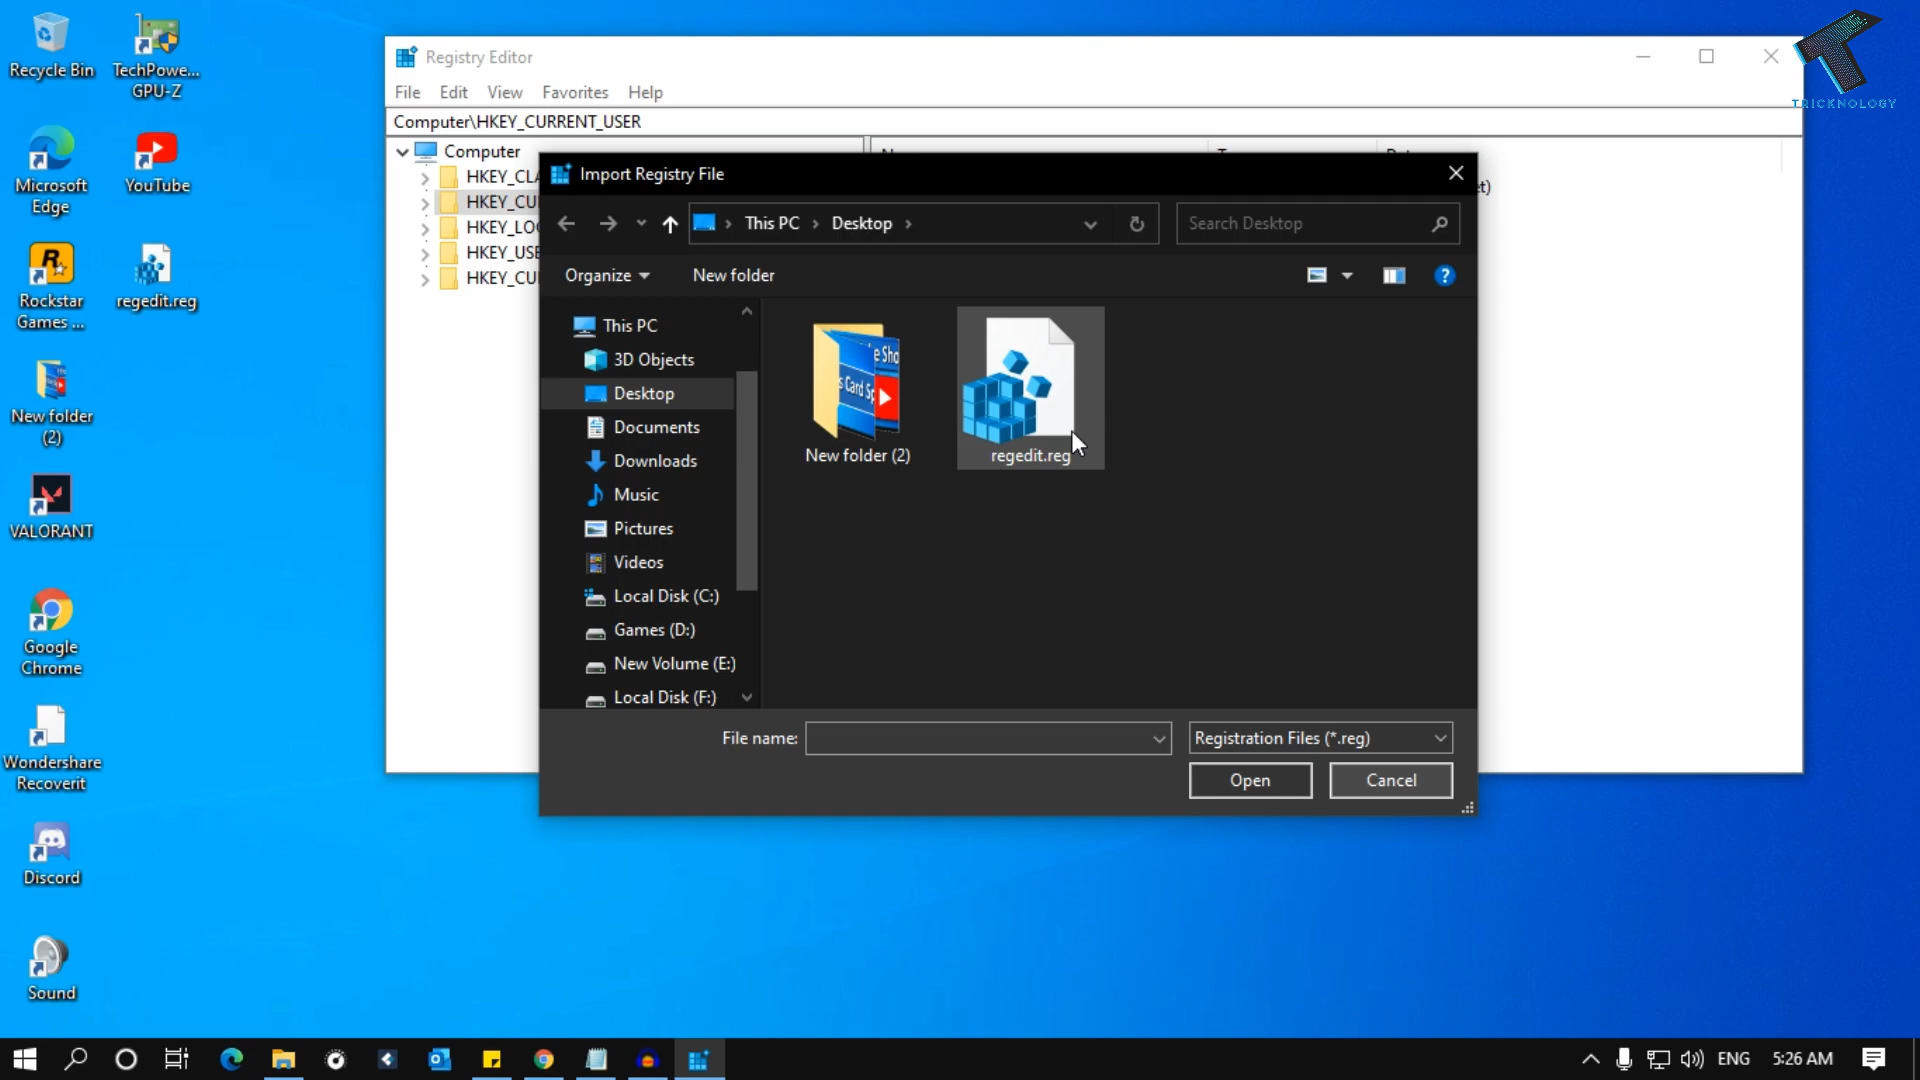 Recycle Bin
TechPowe...
GPU-Z
Microsoft
Edge
YouTube
Rockstar
Games ...
regedit.reg
New folder
(2)
VALORANT
Google
Chrome
Wondershare
Recoverit
Discord
Sound
TRICKNOLOGY
Registry Editor
File Edit View Favorites Help
Computer\HKEY_CURRENT_USER
Computer
HKEY_CLA
HKEY_CU
HKEY_LOC
HKEY_USE
HKEY_CU
Import Registry File
This PC > Desktop >
Search Desktop
Organize New folder
This PC
3D Objects
Desktop
Documents
Downloads
Music
Pictures
Videos
Local Disk (C:)
Games (D:)
New Volume (E:)
Local Disk (F:)
New folder (2)
regedit.reg
File name:
Registration Files (*.reg)
Open Cancel
ENG 5:26 AM